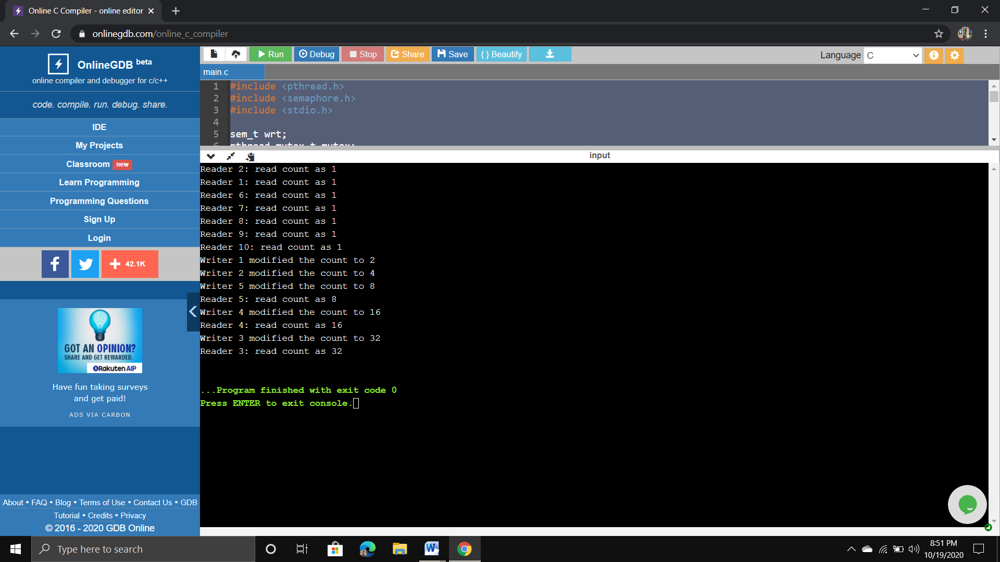 Online C Compiler - online editor
onlinegdb.com/online_c_compiler
OnlineGDB beta
online compiler and debugger for c/c++
code. compile. run. debug. share.
IDE
My Projects
Classroom new
Learn Programming
Programming Questions
Sign Up
Login
f
42.1K
GOT AN OPINION?
SHARE AND GET REWARDED.
Rakuten AIP
Have fun taking surveys
and get paid!
ADS VIA CARBON
About • FAQ • Blog • Terms of Use • Contact Us • GDB
Tutorial • Credits • Privacy
© 2016 - 2020 GDB Online
Run Debug Stop Share Save { } Beautify
Language C
main.c
1 #include <pthread.h>
2 #include <semaphore.h>
3 #include <stdio.h>
4
5 sem_t wrt;
6 pthread_mutex_t mutex;
input
Reader 2: read count as 1
Reader 1: read count as 1
Reader 6: read count as 1
Reader 7: read count as 1
Reader 8: read count as 1
Reader 9: read count as 1
Reader 10: read count as 1
Writer 1 modified the count to 2
Writer 2 modified the count to 4
Writer 5 modified the count to 8
Reader 5: read count as 8
Writer 4 modified the count to 16
Reader 4: read count as 16
Writer 3 modified the count to 32
Reader 3: read count as 32
...Program finished with exit code 0
Press ENTER to exit console.
Type here to search
8:51 PM
10/19/2020